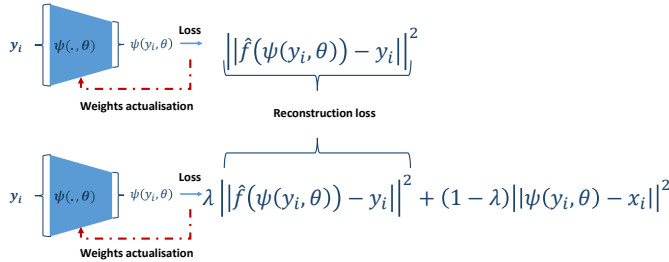 Loss
y_i ψ(., θ) ψ(y_i, θ) ||f̂(ψ(y_i, θ)) − y_i||²
Weights actualisation
Reconstruction loss
Loss
y_i ψ(., θ) ψ(y_i, θ) λ ||f̂(ψ(y_i, θ)) − y_i||² + (1 − λ)||ψ(y_i, θ) − x_i||²
Weights actualisation